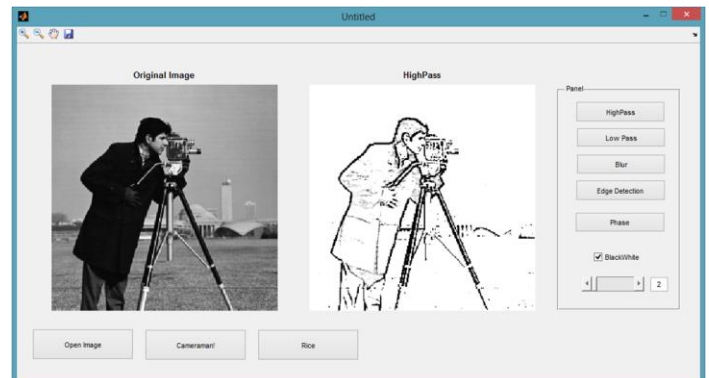 Untitled
Original Image
HighPass
Panel
HighPass
Low Pass
Blur
Edge Detection
Phase
BlackWhite
2
Open Image
Cameraman!
Rice